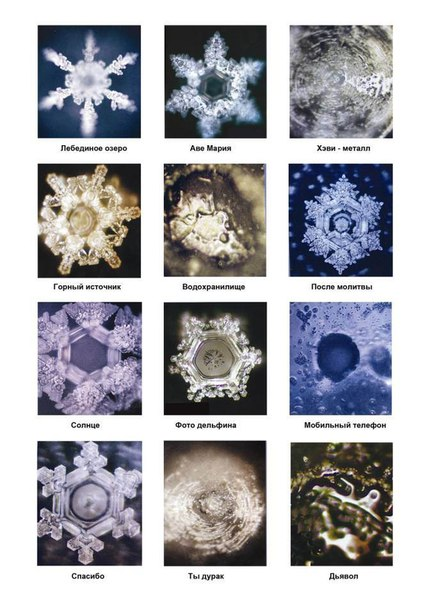 Лебединое озеро
Аве Мария
Хэви - металл
Горный источник
Водохранилище
После молитвы
Солнце
Фото дельфина
Мобильный телефон
Спасибо
Ты дурак
Дьявол